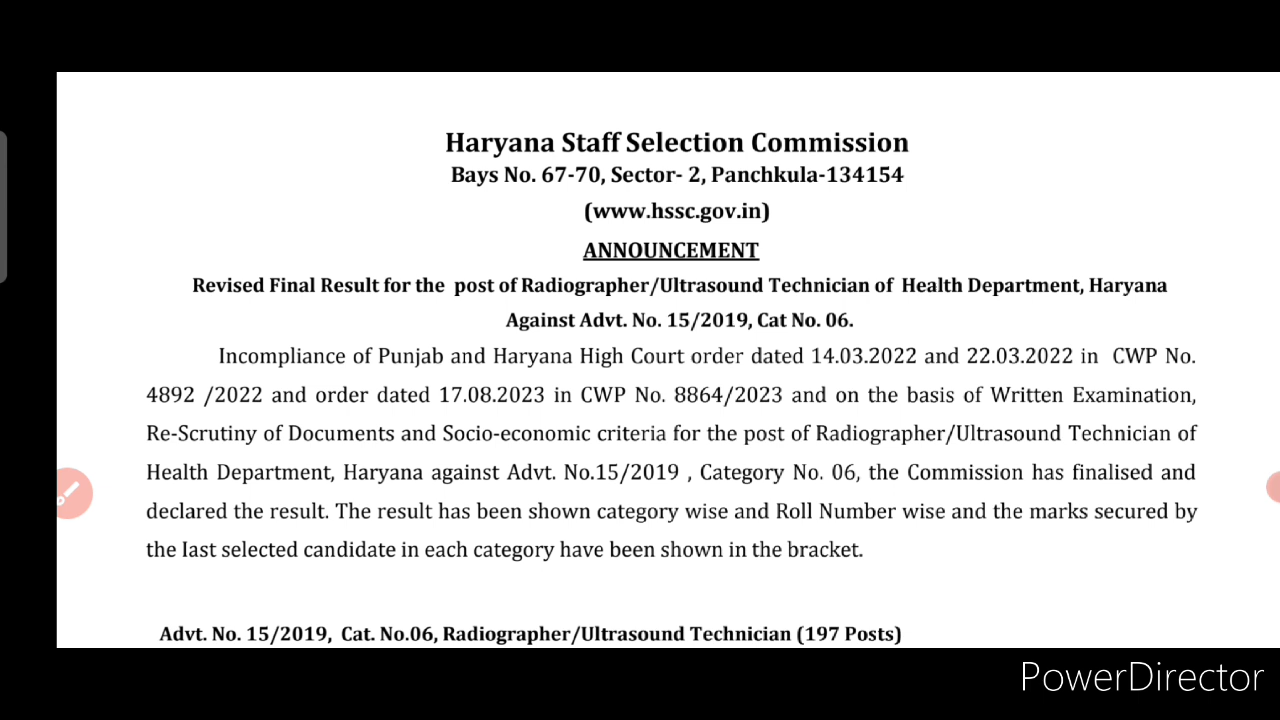 Haryana Staff Selection Commission
Bays No. 67-70, Sector- 2, Panchkula-134154
(www.hssc.gov.in)
ANNOUNCEMENT
Revised Final Result for the post of Radiographer/Ultrasound Technician of Health Department, Haryana
Against Advt. No. 15/2019, Cat No. 06.
Incompliance of Punjab and Haryana High Court order dated 14.03.2022 and 22.03.2022 in CWP No.
4892 /2022 and order dated 17.08.2023 in CWP No. 8864/2023 and on the basis of Written Examination,
Re-Scrutiny of Documents and Socio-economic criteria for the post of Radiographer/Ultrasound Technician of
Health Department, Haryana against Advt. No.15/2019 , Category No. 06, the Commission has finalised and
declared the result. The result has been shown category wise and Roll Number wise and the marks secured by
the last selected candidate in each category have been shown in the bracket.
Advt. No. 15/2019, Cat. No.06, Radiographer/Ultrasound Technician (197 Posts)
PowerDirector